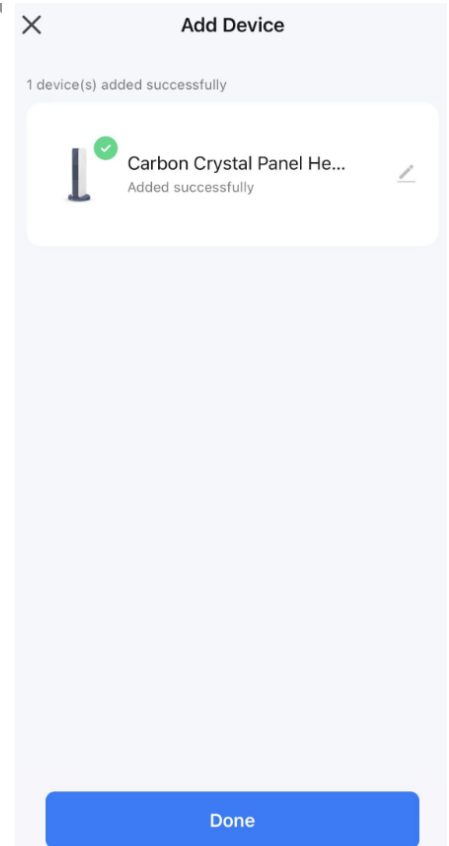 Add Device
1 device(s) added successfully
Carbon Crystal Panel He...
Added successfully
Done